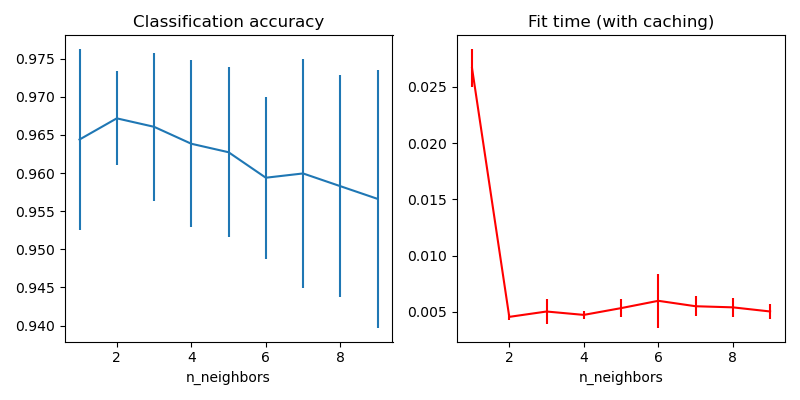 Classification accuracy
0.975
0.970
0.965
0.960
0.955
0.950
0.945
0.940
2 4 6 8
n_neighbors
Fit time (with caching)
0.025
0.020
0.015
0.010
0.005
2 4 6 8
n_neighbors